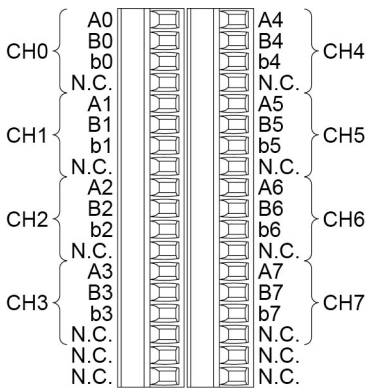 A0 A4
B0 B4
CH0 CH4
b0 b4
N.C. N.C.
A1 A5
B1 B5
CH1 CH5
b1 b5
N.C. N.C.
A2 A6
B2 B6
CH2 CH6
b2 b6
N.C. N.C.
A3 A7
B3 B7
CH3 CH7
b3 b7
N.C. N.C.
N.C. N.C.
N.C. N.C.